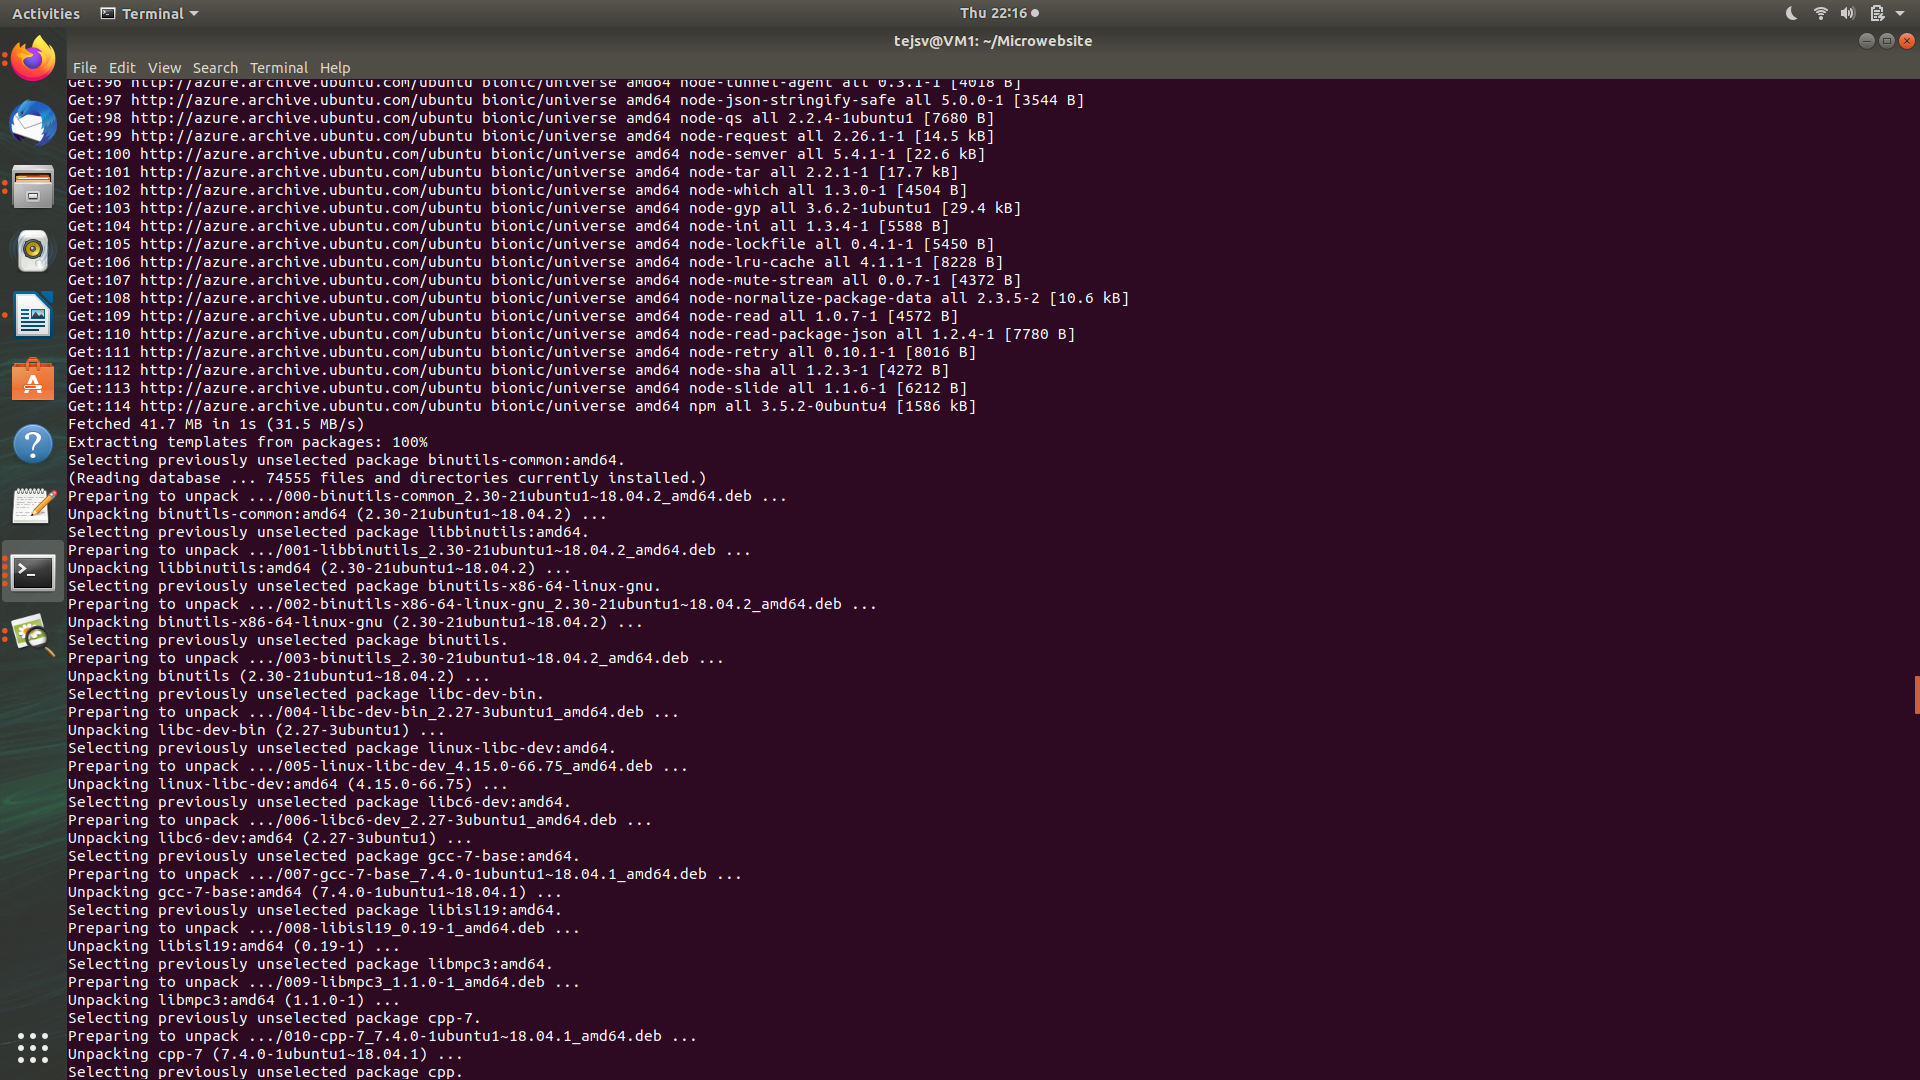 Activities
Terminal
Thu 22:16
tejsv@VM1: ~/Microwebsite
File Edit View Search Terminal Help
Get:96 http://azure.archive.ubuntu.com/ubuntu bionic/universe amd64 node-tunnel-agent all 0.3.1-1 [4018 B]
Get:97 http://azure.archive.ubuntu.com/ubuntu bionic/universe amd64 node-json-stringify-safe all 5.0.0-1 [3544 B]
Get:98 http://azure.archive.ubuntu.com/ubuntu bionic/universe amd64 node-qs all 2.2.4-1ubuntu1 [7680 B]
Get:99 http://azure.archive.ubuntu.com/ubuntu bionic/universe amd64 node-request all 2.26.1-1 [14.5 kB]
Get:100 http://azure.archive.ubuntu.com/ubuntu bionic/universe amd64 node-semver all 5.4.1-1 [22.6 kB]
Get:101 http://azure.archive.ubuntu.com/ubuntu bionic/universe amd64 node-tar all 2.2.1-1 [17.7 kB]
Get:102 http://azure.archive.ubuntu.com/ubuntu bionic/universe amd64 node-which all 1.3.0-1 [4504 B]
Get:103 http://azure.archive.ubuntu.com/ubuntu bionic/universe amd64 node-gyp all 3.6.2-1ubuntu1 [29.4 kB]
Get:104 http://azure.archive.ubuntu.com/ubuntu bionic/universe amd64 node-ini all 1.3.4-1 [5588 B]
Get:105 http://azure.archive.ubuntu.com/ubuntu bionic/universe amd64 node-lockfile all 0.4.1-1 [5450 B]
Get:106 http://azure.archive.ubuntu.com/ubuntu bionic/universe amd64 node-lru-cache all 4.1.1-1 [8228 B]
Get:107 http://azure.archive.ubuntu.com/ubuntu bionic/universe amd64 node-mute-stream all 0.0.7-1 [4372 B]
Get:108 http://azure.archive.ubuntu.com/ubuntu bionic/universe amd64 node-normalize-package-data all 2.3.5-2 [10.6 kB]
Get:109 http://azure.archive.ubuntu.com/ubuntu bionic/universe amd64 node-read all 1.0.7-1 [4572 B]
Get:110 http://azure.archive.ubuntu.com/ubuntu bionic/universe amd64 node-read-package-json all 1.2.4-1 [7780 B]
Get:111 http://azure.archive.ubuntu.com/ubuntu bionic/universe amd64 node-retry all 0.10.1-1 [8016 B]
Get:112 http://azure.archive.ubuntu.com/ubuntu bionic/universe amd64 node-sha all 1.2.3-1 [4272 B]
Get:113 http://azure.archive.ubuntu.com/ubuntu bionic/universe amd64 node-slide all 1.1.6-1 [6212 B]
Get:114 http://azure.archive.ubuntu.com/ubuntu bionic/universe amd64 npm all 3.5.2-0ubuntu4 [1586 kB]
Fetched 41.7 MB in 1s (31.5 MB/s)
Extracting templates from packages: 100%
Selecting previously unselected package binutils-common:amd64.
(Reading database ... 74555 files and directories currently installed.)
Preparing to unpack .../000-binutils-common_2.30-21ubuntu1~18.04.2_amd64.deb ...
Unpacking binutils-common:amd64 (2.30-21ubuntu1~18.04.2) ...
Selecting previously unselected package libbinutils:amd64.
Preparing to unpack .../001-libbinutils_2.30-21ubuntu1~18.04.2_amd64.deb ...
Unpacking libbinutils:amd64 (2.30-21ubuntu1~18.04.2) ...
Selecting previously unselected package binutils-x86-64-linux-gnu.
Preparing to unpack .../002-binutils-x86-64-linux-gnu_2.30-21ubuntu1~18.04.2_amd64.deb ...
Unpacking binutils-x86-64-linux-gnu (2.30-21ubuntu1~18.04.2) ...
Selecting previously unselected package binutils.
Preparing to unpack .../003-binutils_2.30-21ubuntu1~18.04.2_amd64.deb ...
Unpacking binutils (2.30-21ubuntu1~18.04.2) ...
Selecting previously unselected package libc-dev-bin.
Preparing to unpack .../004-libc-dev-bin_2.27-3ubuntu1_amd64.deb ...
Unpacking libc-dev-bin (2.27-3ubuntu1) ...
Selecting previously unselected package linux-libc-dev:amd64.
Preparing to unpack .../005-linux-libc-dev_4.15.0-66.75_amd64.deb ...
Unpacking linux-libc-dev:amd64 (4.15.0-66.75) ...
Selecting previously unselected package libc6-dev:amd64.
Preparing to unpack .../006-libc6-dev_2.27-3ubuntu1_amd64.deb ...
Unpacking libc6-dev:amd64 (2.27-3ubuntu1) ...
Selecting previously unselected package gcc-7-base:amd64.
Preparing to unpack .../007-gcc-7-base_7.4.0-1ubuntu1~18.04.1_amd64.deb ...
Unpacking gcc-7-base:amd64 (7.4.0-1ubuntu1~18.04.1) ...
Selecting previously unselected package libisl19:amd64.
Preparing to unpack .../008-libisl19_0.19-1_amd64.deb ...
Unpacking libisl19:amd64 (0.19-1) ...
Selecting previously unselected package libmpc3:amd64.
Preparing to unpack .../009-libmpc3_1.1.0-1_amd64.deb ...
Unpacking libmpc3:amd64 (1.1.0-1) ...
Selecting previously unselected package cpp-7.
Preparing to unpack .../010-cpp-7_7.4.0-1ubuntu1~18.04.1_amd64.deb ...
Unpacking cpp-7 (7.4.0-1ubuntu1~18.04.1) ...
Selecting previously unselected package cpp.